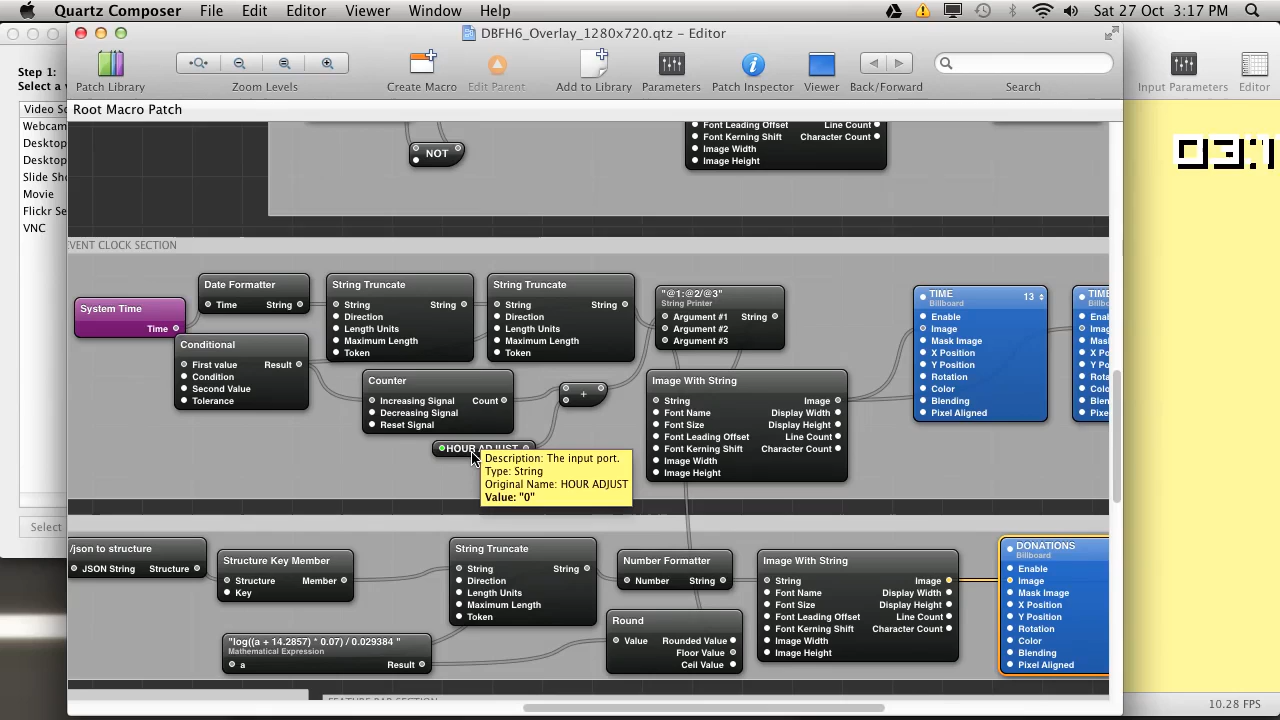 Quartz Composer File Edit Editor Viewer Window Help Sat 27 Oct 3:17 PM
DBFH6_Overlay_1280x720.qtz – Editor
Patch Library Zoom Levels Create Macro Edit Parent Add to Library Parameters Patch Inspector Viewer Back/Forward Search
Input Parameters Editor
Step 1:
Select a
Video
Webcam
Desktop
Desktop
Slide Sho
Movie
Flickr Se
VNC
Select
Root Macro Patch
NOT
Font Leading Offset Line Count
Font Kerning Shift Character Count
Image Width
Image Height
VENT CLOCK SECTION
System Time
Time
Date Formatter
Time String
Conditional
First value Result
Condition
Second Value
Tolerance
String Truncate
String String
Direction
Length Units
Maximum Length
Token
String Truncate
String String
Direction
Length Units
Maximum Length
Token
Counter
Increasing Signal Count
Decreasing Signal
Reset Signal
+
HOUR ADJUST
Description: The input port.
Type: String
Original Name: HOUR ADJUST
Value: "0"
"@1:@2/@3"
String Printer
Argument #1 String
Argument #2
Argument #3
Image With String
String Image
Font Name Display Width
Font Size Display Height
Font Leading Offset Line Count
Font Kerning Shift Character Count
Image Width
Image Height
TIME 13
Billboard
Enable
Image
Mask Image
X Position
Y Position
Rotation
Color
Blending
Pixel Aligned
TIME
Billboa
Enabl
Imag
Mask
X Pos
Y Pos
Rotat
Color
Blend
Pixel
/json to structure
JSON String Structure
Structure Key Member
Structure Member
Key
"log((a + 14.2857) * 0.07) / 0.029384 "
Mathematical Expression
a Result
String Truncate
String String
Direction
Length Units
Maximum Length
Token
Number Formatter
Number String
Round
Value Rounded Value
Floor Value
Ceil Value
Image With String
String Image
Font Name Display Width
Font Size Display Height
Font Leading Offset Line Count
Font Kerning Shift Character Count
Image Width
Image Height
DONATIONS
Billboard
Enable
Image
Mask Image
X Position
Y Position
Rotation
Color
Blending
Pixel Aligned
10.28 FPS